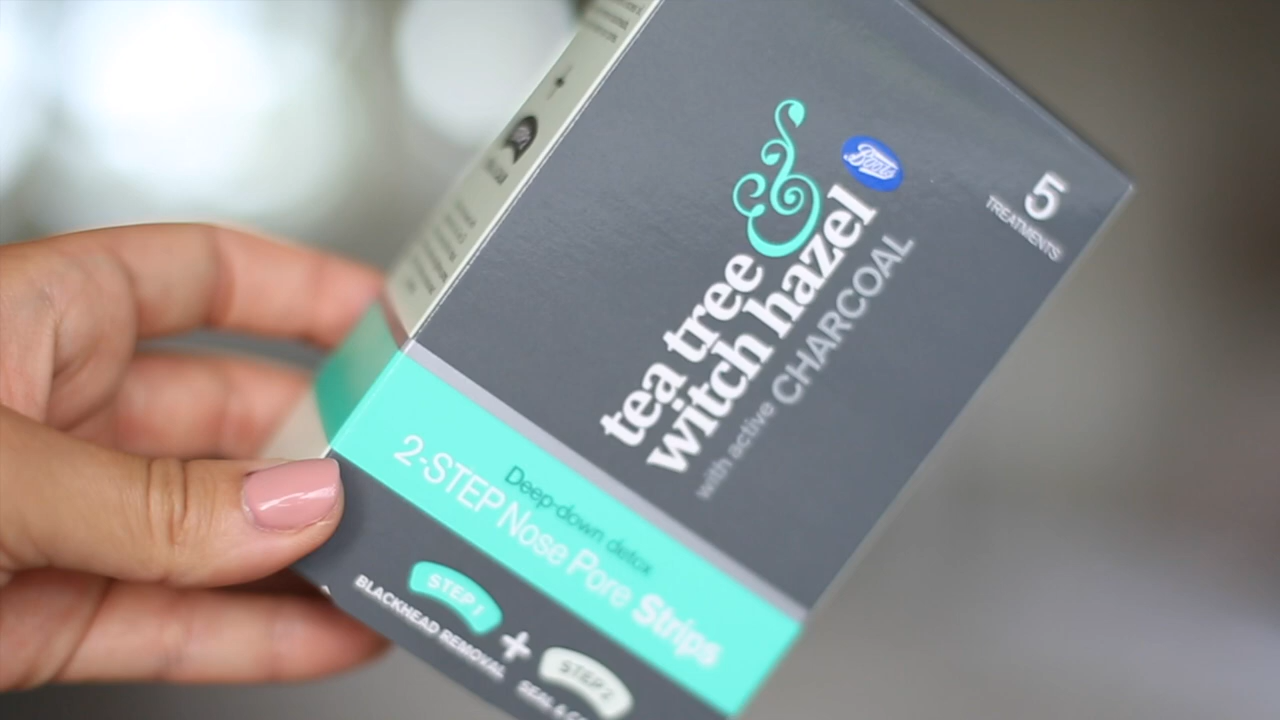 5
TREATMENTS
Boots
tea tree &
witch hazel
with active CHARCOAL
Deep-down detox
2-STEP Nose Pore Strips
STEP 1
BLACKHEAD REMOVAL
+
STEP 2
SEAL &